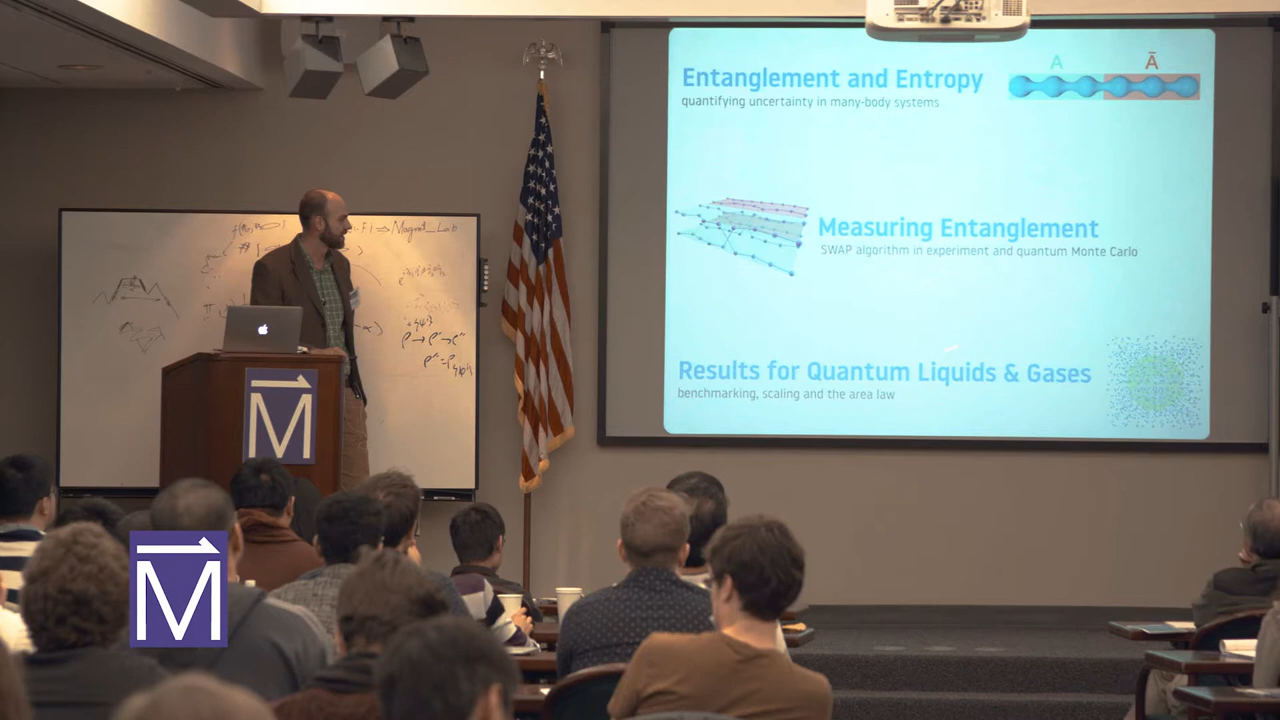 A Ā
Entanglement and Entropy
quantifying uncertainty in many-body systems
Measuring Entanglement
SWAP algorithm in experiment and quantum Monte Carlo
Results for Quantum Liquids & Gases
benchmarking, scaling and the area law
⇒ Magnet_Lab
ρ → ρ' → ρ''
M
M